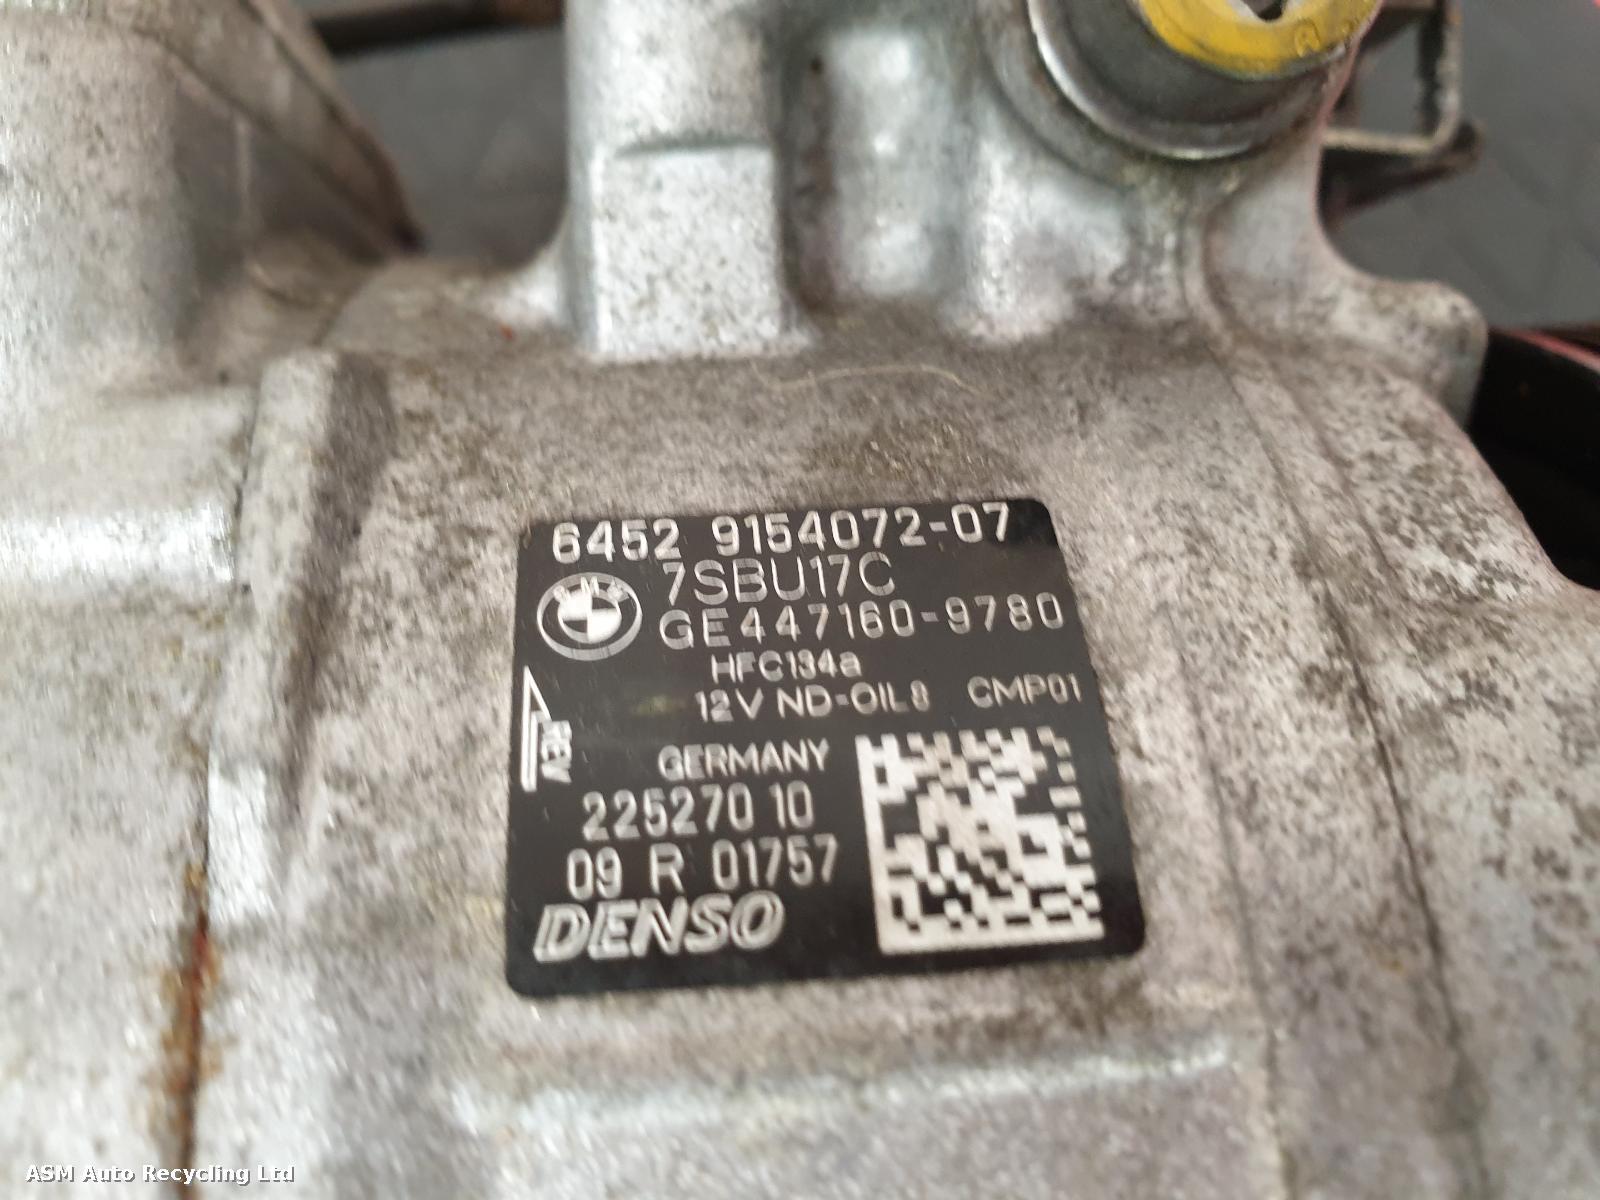 6452 9154072-07
7SBU17C
BMW
GE447160-9780
HFC134a
12V ND-OIL8 CMP01
REV
GERMANY
225270 10
09 R 01757
DENSO
ASM Auto Recycling Ltd